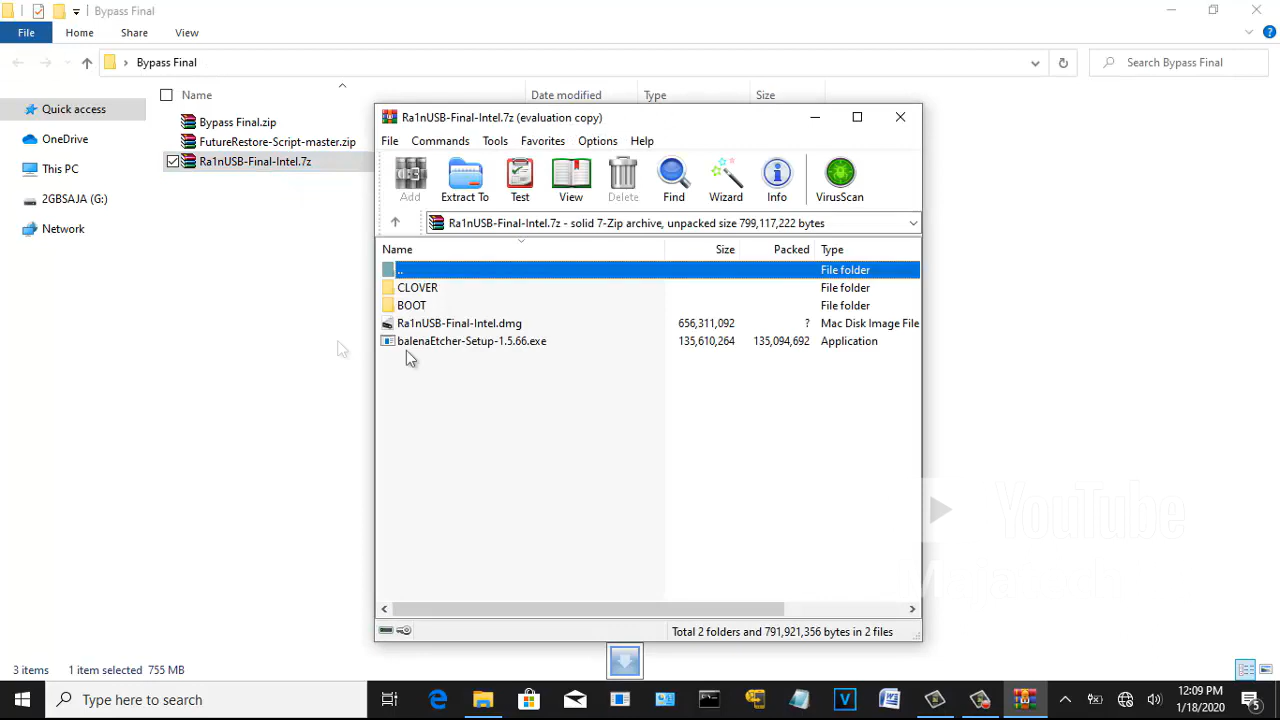 Bypass Final
File Home Share View
Bypass Final
Search Bypass Final
Quick access
OneDrive
This PC
2GBSAJA (G:)
Network
Name Date modified Type Size
Bypass Final.zip
FutureRestore-Script-master.zip
Ra1nUSB-Final-Intel.7z
Ra1nUSB-Final-Intel.7z (evaluation copy)
File Commands Tools Favorites Options Help
Add Extract To Test View Delete Find Wizard Info VirusScan
Ra1nUSB-Final-Intel.7z - solid 7-Zip archive, unpacked size 799,117,222 bytes
Name Size Packed Type
.. File folder
CLOVER File folder
BOOT File folder
Ra1nUSB-Final-Intel.dmg 656,311,092 ? Mac Disk Image File
balenaEtcher-Setup-1.5.66.exe 135,610,264 135,094,692 Application
YouTube
Total 2 folders and 791,921,356 bytes in 2 files
3 items 1 item selected 755 MB
Type here to search
12:09 PM
1/18/2020
5